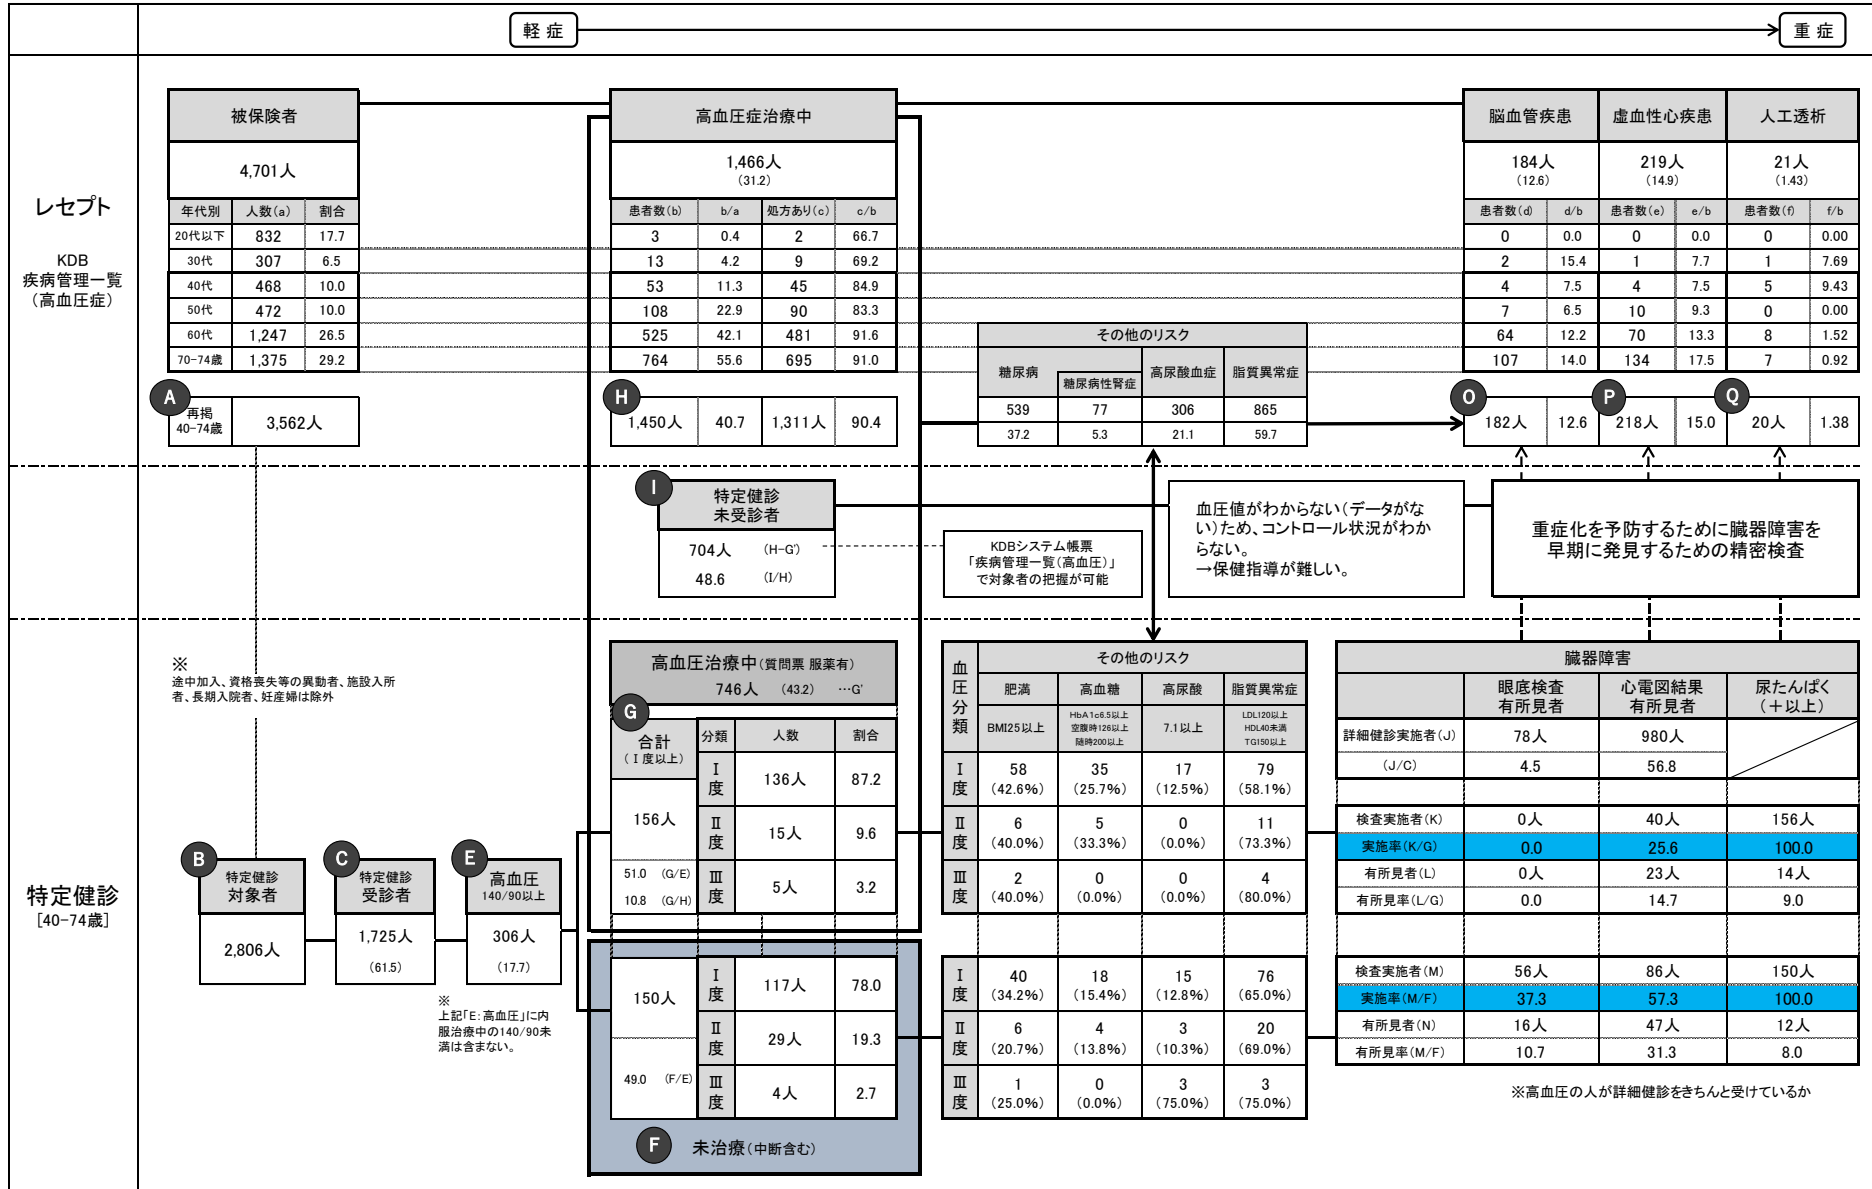 軽 症
重 症
レセプト
KDB
疾病管理一覧
（高血圧症）
被保険者
4,701人
年代別 人数(a) 割合
20代以下 832 17.7
30代 307 6.5
40代 468 10.0
50代 472 10.0
60代 1,247 26.5
70-74歳 1,375 29.2
A
再掲
40-74歳
3,562人
高血圧症治療中
1,466人
(31.2)
患者数(b) b/a 処方あり(c) c/b
3 0.4 2 66.7
13 4.2 9 69.2
53 11.3 45 84.9
108 22.9 90 83.3
525 42.1 481 91.6
764 55.6 695 91.0
H
1,450人 40.7 1,311人 90.4
その他のリスク
糖尿病 糖尿病性腎症 高尿酸血症 脂質異常症
539 77 306 865
37.2 5.3 21.1 59.7
脳血管疾患 虚血性心疾患 人工透析
184人 219人 21人
(12.6) (14.9) (1.43)
患者数(d) d/b 患者数(e) e/b 患者数(f) f/b
0 0.0 0 0.0 0 0.00
2 15.4 1 7.7 1 7.69
4 7.5 4 7.5 5 9.43
7 6.5 10 9.3 0 0.00
64 12.2 70 13.3 8 1.52
107 14.0 134 17.5 7 0.92
O P Q
182人 12.6 218人 15.0 20人 1.38
I
特定健診
未受診者
704人 (H-G')
48.6 (I/H)
KDBシステム帳票
「疾病管理一覧（高血圧）」
で対象者の把握が可能
血圧値がわからない（データがな
い）ため、コントロール状況がわか
らない。
→保健指導が難しい。
重症化を予防するために臓器障害を
早期に発見するための精密検査
特定健診
[40-74歳]
※
途中加入、資格喪失等の異動者、施設入所
者、長期入院者、妊産婦は除外
B
特定健診
対象者
2,806人
C
特定健診
受診者
1,725人
(61.5)
E
高血圧
140/90以上
306人
(17.7)
※
上記「E:高血圧」に内
服治療中の140/90未
満は含まない。
高血圧治療中(質問票 服薬有)
746人 (43.2) …G'
G
合計
(Ⅰ度以上)
156人
51.0 (G/E)
10.8 (G/H)
分類 人数 割合
Ⅰ度 136人 87.2
Ⅱ度 15人 9.6
Ⅲ度 5人 3.2
150人
49.0 (F/E)
Ⅰ度 117人 78.0
Ⅱ度 29人 19.3
Ⅲ度 4人 2.7
F
未治療(中断含む)
血圧分類
その他のリスク
肥満 高血糖 高尿酸 脂質異常症
BMI25以上
HbA1c6.5以上
空腹時126以上
随時200以上
7.1以上
LDL120以上
HDL40未満
TG150以上
Ⅰ度 58 35 17 79
(42.6%) (25.7%) (12.5%) (58.1%)
Ⅱ度 6 5 0 11
(40.0%) (33.3%) (0.0%) (73.3%)
Ⅲ度 2 0 0 4
(40.0%) (0.0%) (0.0%) (80.0%)
Ⅰ度 40 18 15 76
(34.2%) (15.4%) (12.8%) (65.0%)
Ⅱ度 6 4 3 20
(20.7%) (13.8%) (10.3%) (69.0%)
Ⅲ度 1 0 3 3
(25.0%) (0.0%) (75.0%) (75.0%)
臓器障害
眼底検査
有所見者
心電図結果
有所見者
尿たんぱく
(＋以上)
詳細健診実施者(J) 78人 980人
(J/C) 4.5 56.8
検査実施者(K) 0人 40人 156人
実施率(K/G) 0.0 25.6 100.0
有所見者(L) 0人 23人 14人
有所見率(L/G) 0.0 14.7 9.0
検査実施者(M) 56人 86人 150人
実施率(M/F) 37.3 57.3 100.0
有所見者(N) 16人 47人 12人
有所見率(M/F) 10.7 31.3 8.0
※高血圧の人が詳細健診をきちんと受けているか